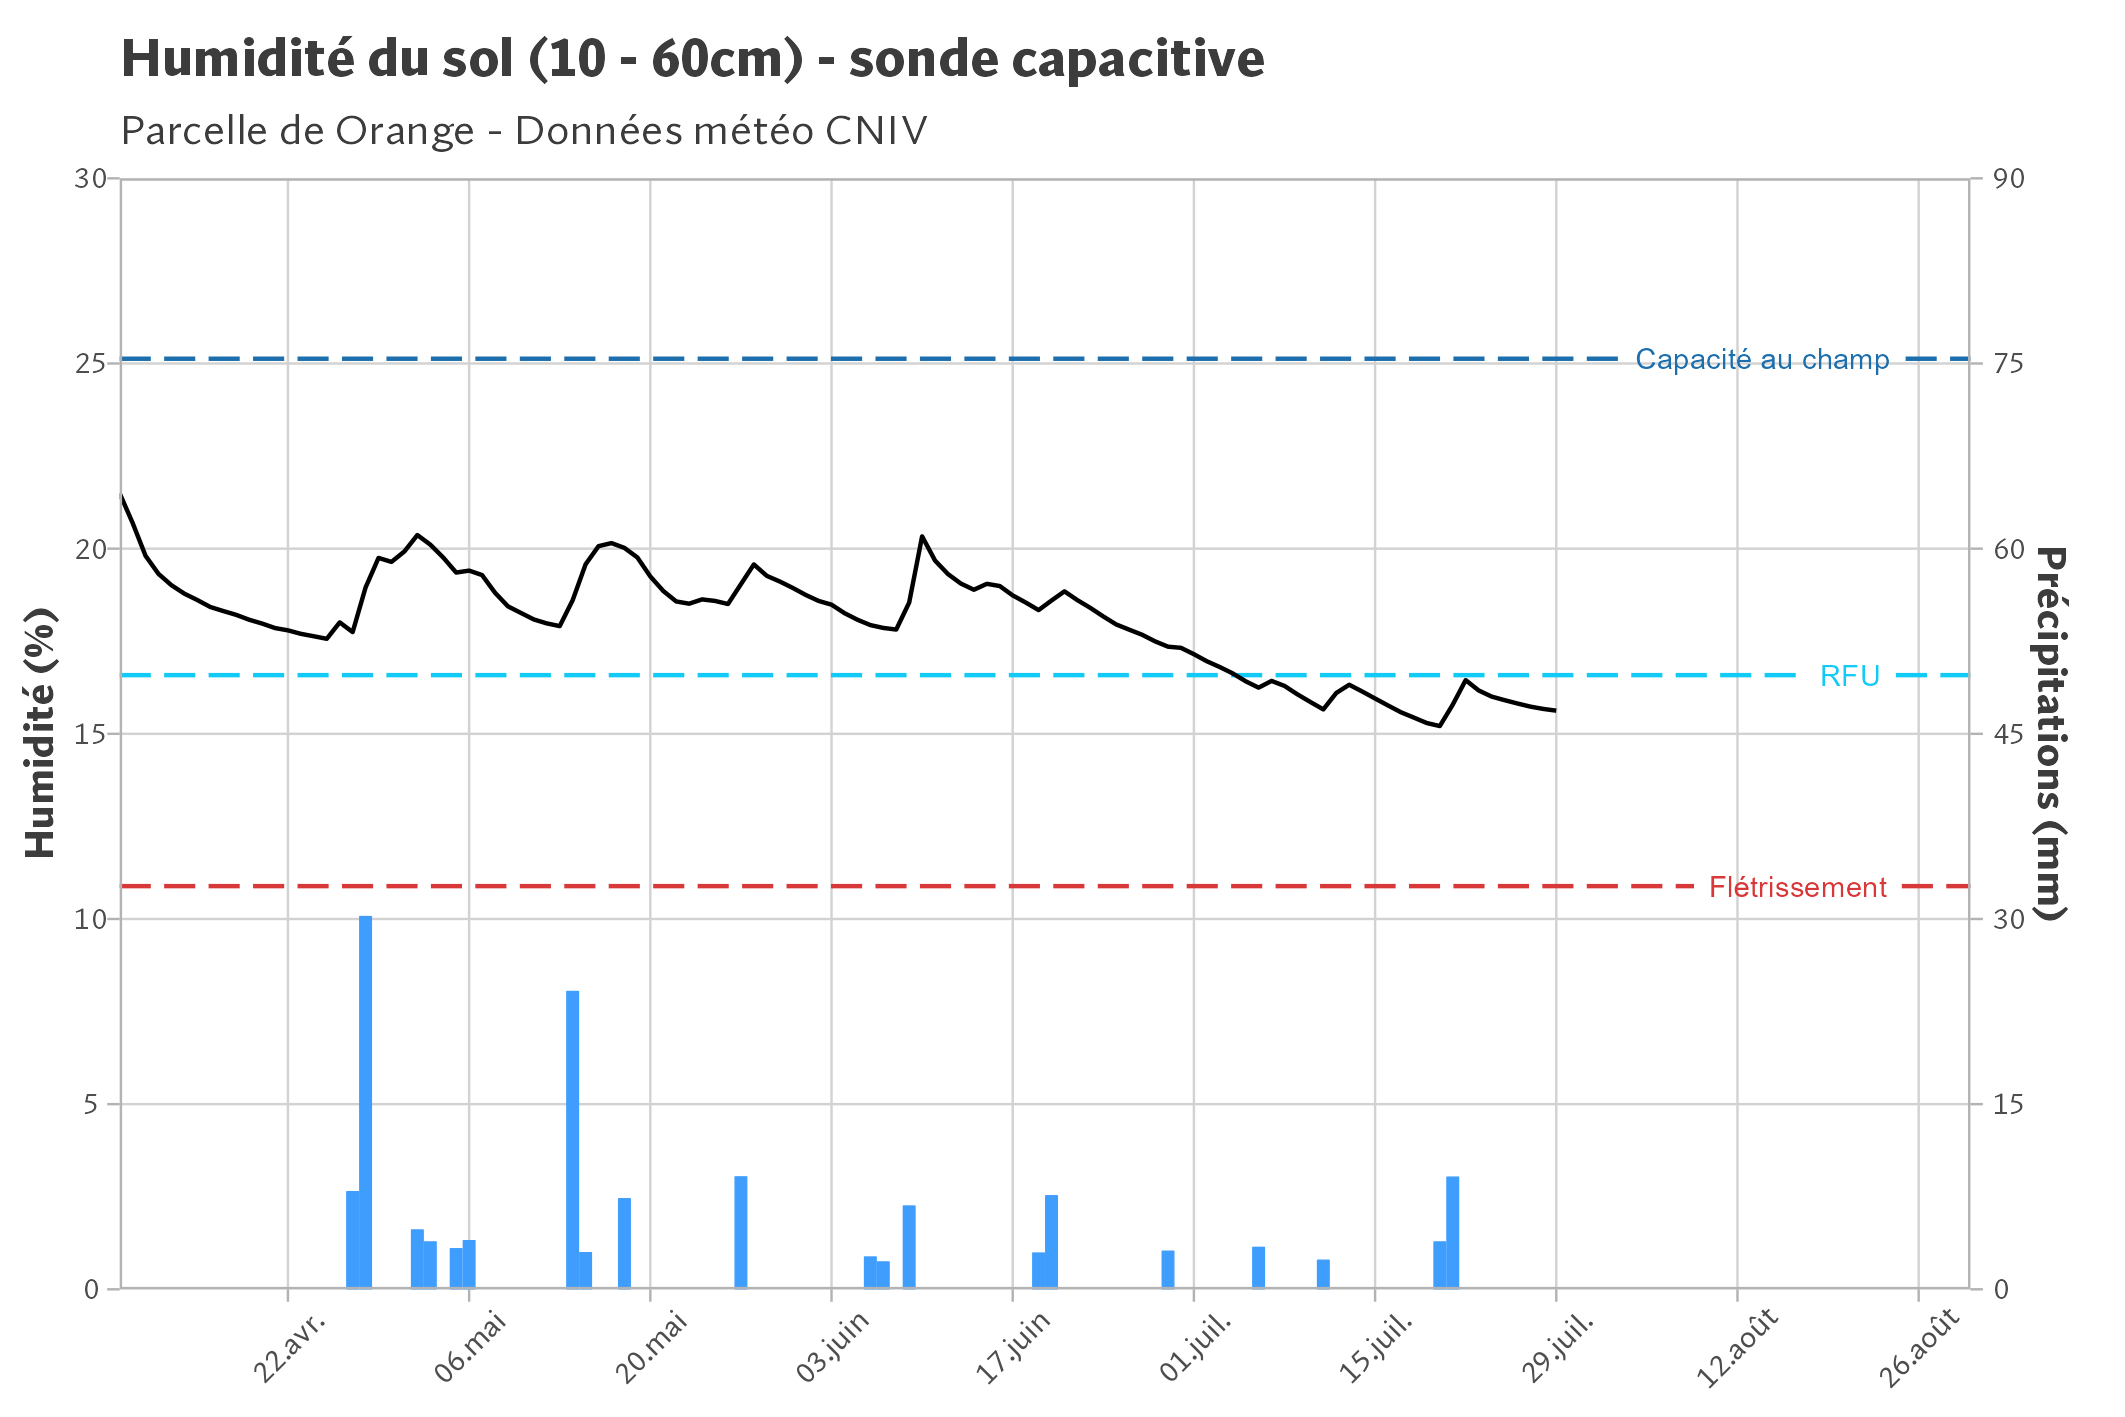 Humidité du sol (10 - 60cm) - sonde capacitive
Parcelle de Orange - Données météo CNIV
Humidité (%)
30
25
20
15
10
5
0
Capacité au champ
RFU
Flétrissement
90
75
60
45
30
15
0
Précipitations (mm)
22.avr.
06.mai
20.mai
03.juin
17.juin
01.juil.
15.juil.
29.juil.
12.août
26.août